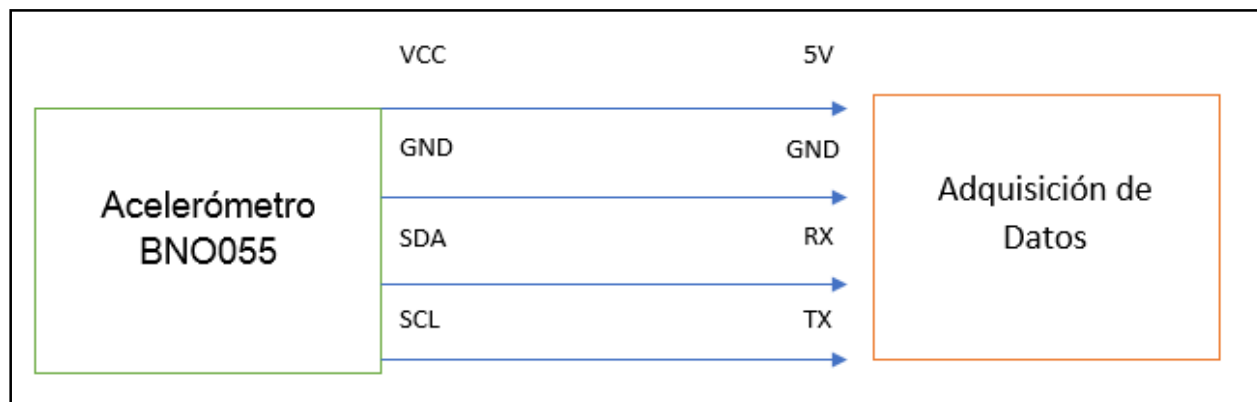 VCC 5V
GND GND
Acelerómetro
BNO055
Adquisición de
Datos
SDA RX
SCL TX